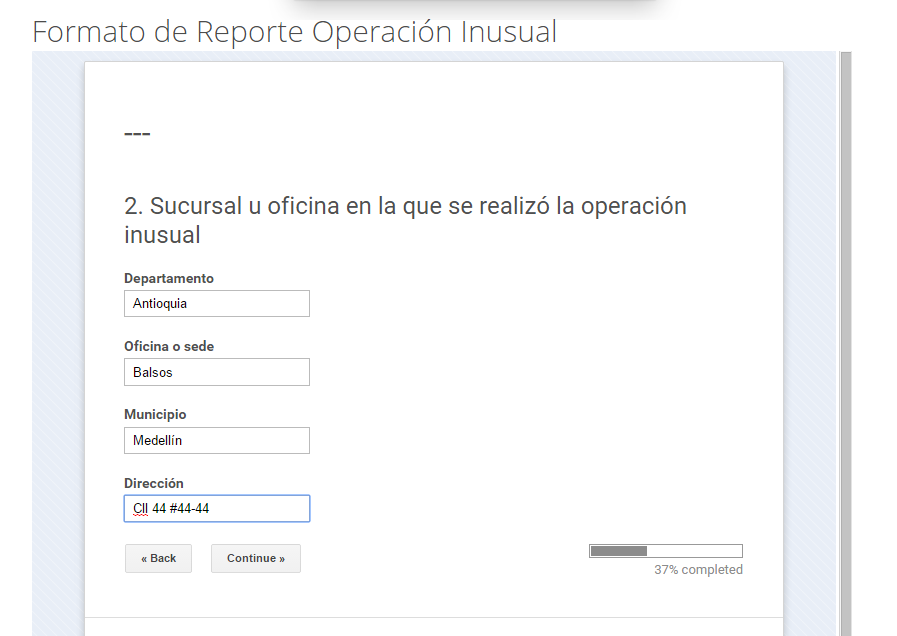 Formato de Reporte Operación Inusual
---
2. Sucursal u oficina en la que se realizó la operación
inusual
Departamento
Antioquia
Oficina o sede
Balsos
Municipio
Medellín
Dirección
Cll 44 #44-44
« Back Continue »
37% completed